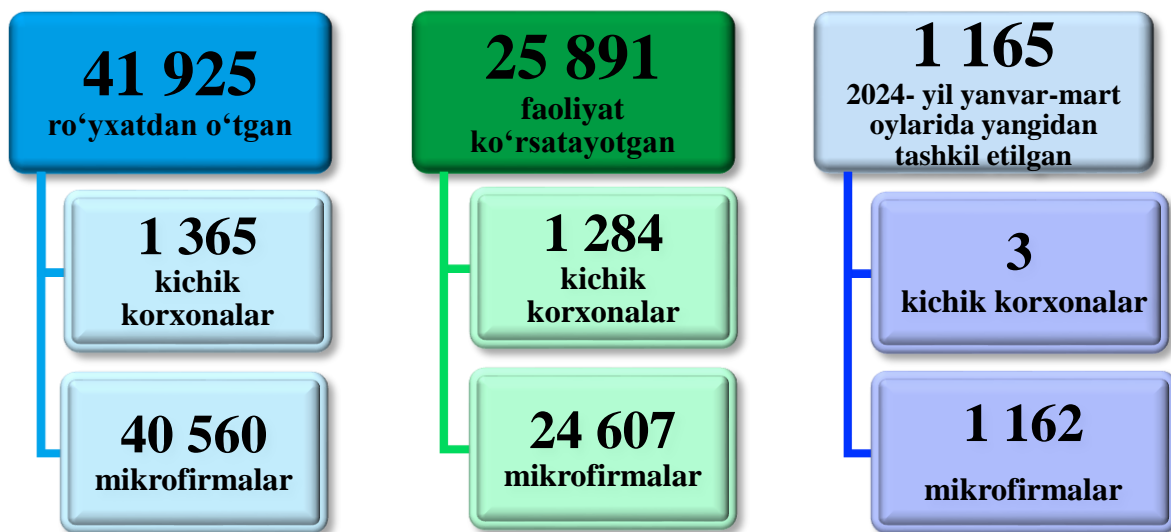 41 925
ro‘yxatdan o‘tgan
1 365
kichik
korxonalar
40 560
mikrofirmalar
25 891
faoliyat
ko‘rsatayotgan
1 284
kichik
korxonalar
24 607
mikrofirmalar
1 165
2024- yil yanvar-mart
oylarida yangidan
tashkil etilgan
3
kichik korxonalar
1 162
mikrofirmalar